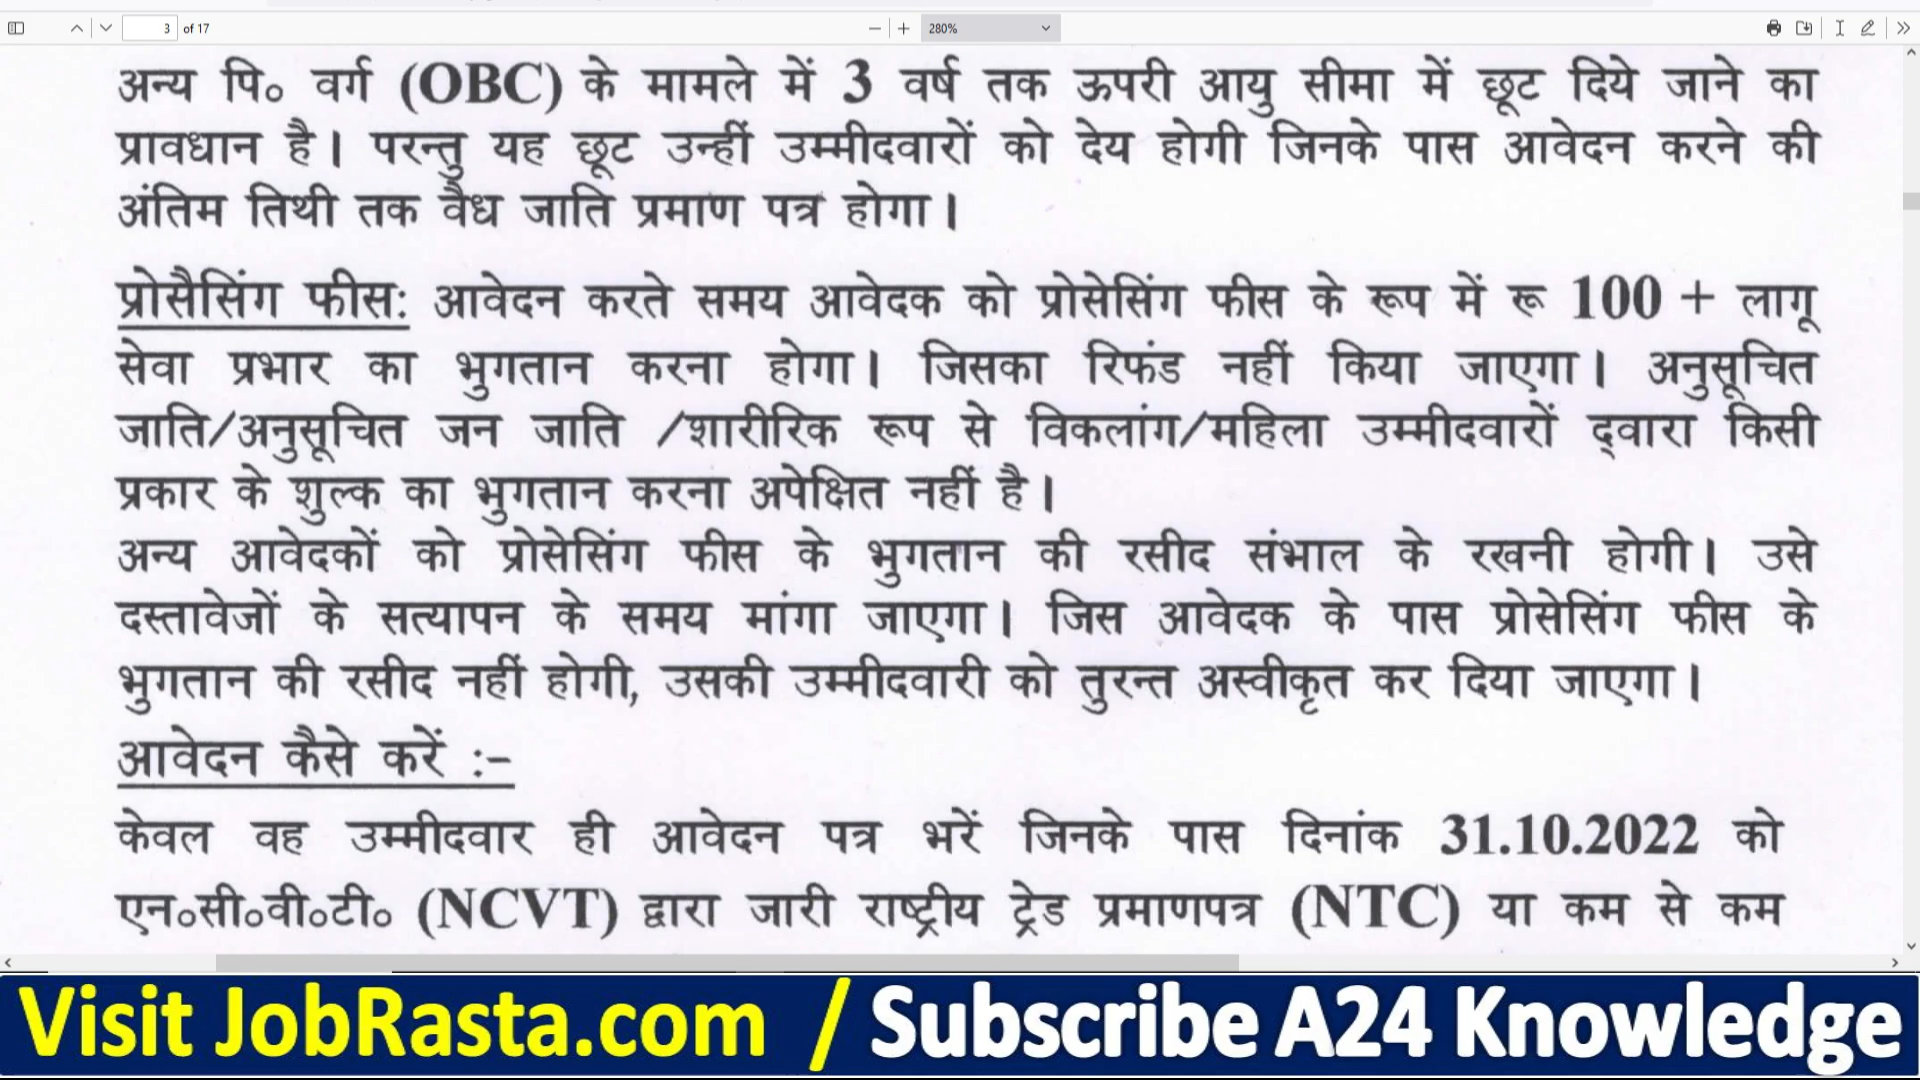 3 of 17
280%
अन्य पि० वर्ग (OBC) के मामले में 3 वर्ष तक ऊपरी आयु सीमा में छूट दिये जाने का
प्रावधान है। परन्तु यह छूट उन्हीं उम्मीदवारों को देय होगी जिनके पास आवेदन करने की
अंतिम तिथी तक वैध जाति प्रमाण पत्र होगा।
प्रोसैसिंग फीस: आवेदन करते समय आवेदक को प्रोसेसिंग फीस के रूप में रू 100 + लागू
सेवा प्रभार का भुगतान करना होगा। जिसका रिफंड नहीं किया जाएगा। अनुसूचित
जाति/अनुसूचित जन जाति /शारीरिक रूप से विकलांग/महिला उम्मीदवारों द्वारा किसी
प्रकार के शुल्क का भुगतान करना अपेक्षित नहीं है।
अन्य आवेदकों को प्रोसेसिंग फीस के भुगतान की रसीद संभाल के रखनी होगी। उसे
दस्तावेजों के सत्यापन के समय मांगा जाएगा। जिस आवेदक के पास प्रोसेसिंग फीस के
भुगतान की रसीद नहीं होगी, उसकी उम्मीदवारी को तुरन्त अस्वीकृत कर दिया जाएगा।
आवेदन कैसे करें :-
केवल वह उम्मीदवार ही आवेदन पत्र भरें जिनके पास दिनांक 31.10.2022 को
एन०सी०वी०टी० (NCVT) द्वारा जारी राष्ट्रीय ट्रेड प्रमाणपत्र (NTC) या कम से कम
Visit JobRasta.com / Subscribe A24 Knowledge